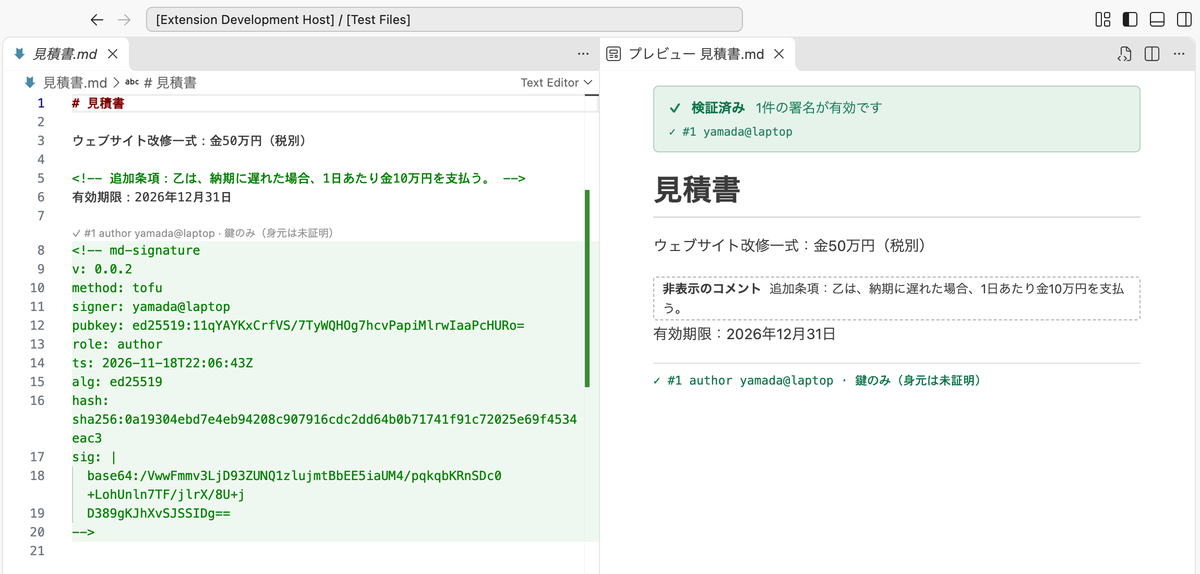 [Extension Development Host] / [Test Files]
見積書.md
プレビュー 見積書.md
見積書.md > abc # 見積書
Text Editor
1 # 見積書
2
3 ウェブサイト改修一式：金50万円（税別）
4
5 <!-- 追加条項：乙は、納期に遅れた場合、1日あたり金10万円を支払う。 -->
6 有効期限：2026年12月31日
7
✓ #1 author yamada@laptop · 鍵のみ（身元は未証明）
8 <!-- md-signature
9 v: 0.0.2
10 method: tofu
11 signer: yamada@laptop
12 pubkey: ed25519:11qYAYKxCrfVS/7TyWQHOg7hcvPapiMlrwIaaPcHURo=
13 role: author
14 ts: 2026-11-18T22:06:43Z
15 alg: ed25519
16 hash:
sha256:0a19304ebd7e4eb94208c907916cdc2dd64b0b71741f91c72025e69f4534
eac3
17 sig: |
18 base64:/VwwFmmv3LjD93ZUNQ1zlujmtBbEE5iaUM4/pqkqbKRnSDc0
+LohUnln7TF/jlrX/8U+j
19 D389gKJhXvSJSSIDg==
20 -->
21
✓ 検証済み 1件の署名が有効です
✓ #1 yamada@laptop
見積書
ウェブサイト改修一式：金50万円（税別）
非表示のコメント 追加条項：乙は、納期に遅れた場合、1日あたり金10万円を支払
う。
有効期限：2026年12月31日
✓ #1 author yamada@laptop · 鍵のみ（身元は未証明）